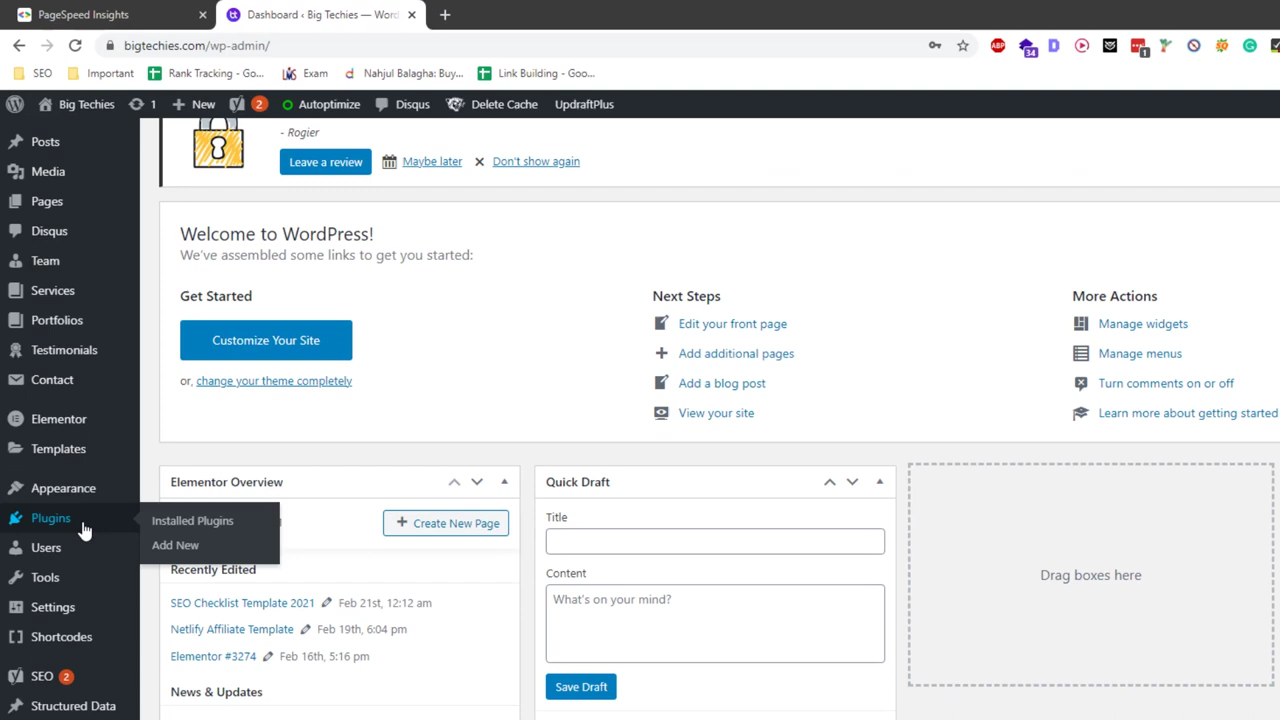 PageSpeed Insights
Dashboard ‹ Big Techies — Word
bigtechies.com/wp-admin/
34
1
SEO
Important
Rank Tracking - Go...
Exam
Nahjul Balagha: Buy...
Link Building - Goo...
Big Techies
1
New
2
Autoptimize
Disqus
Delete Cache
UpdraftPlus
Posts
Media
Pages
Disqus
Team
Services
Portfolios
Testimonials
Contact
Elementor
Templates
Appearance
Plugins
Users
Tools
Settings
Shortcodes
SEO 2
Structured Data
Installed Plugins
Add New
- Rogier
Leave a review
Maybe later
Don't show again
Welcome to WordPress!
We've assembled some links to get you started:
Get Started
Customize Your Site
or, change your theme completely
Next Steps
Edit your front page
Add additional pages
Add a blog post
View your site
More Actions
Manage widgets
Manage menus
Turn comments on or off
Learn more about getting started
Elementor Overview
Create New Page
Recently Edited
SEO Checklist Template 2021 Feb 21st, 12:12 am
Netlify Affiliate Template Feb 19th, 6:04 pm
Elementor #3274 Feb 16th, 5:16 pm
News & Updates
Quick Draft
Title
Content
What's on your mind?
Save Draft
Drag boxes here